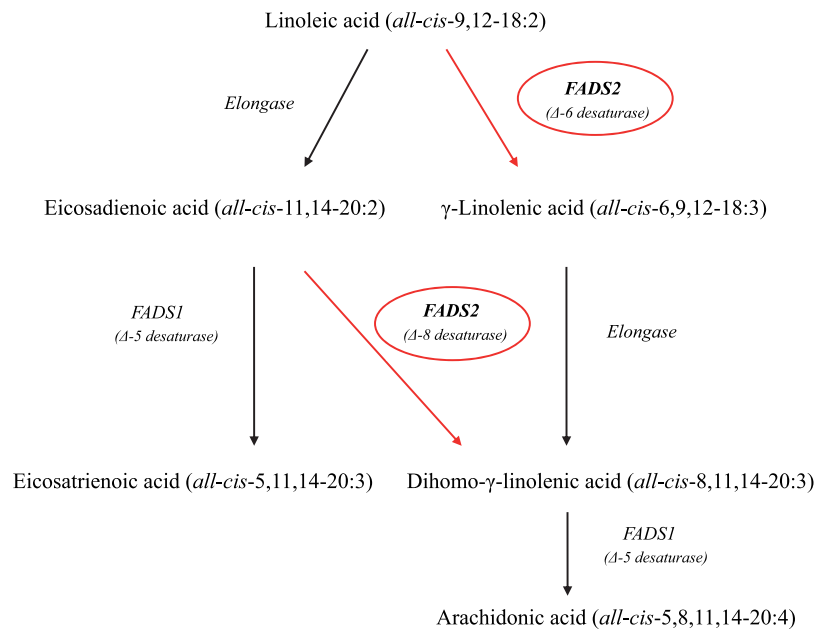 Linoleic acid (all-cis-9,12-18:2)
Elongase
FADS2
(Δ-6 desaturase)
Eicosadienoic acid (all-cis-11,14-20:2)
γ-Linolenic acid (all-cis-6,9,12-18:3)
FADS1
(Δ-5 desaturase)
FADS2
(Δ-8 desaturase)
Elongase
Eicosatrienoic acid (all-cis-5,11,14-20:3)
Dihomo-γ-linolenic acid (all-cis-8,11,14-20:3)
FADS1
(Δ-5 desaturase)
Arachidonic acid (all-cis-5,8,11,14-20:4)